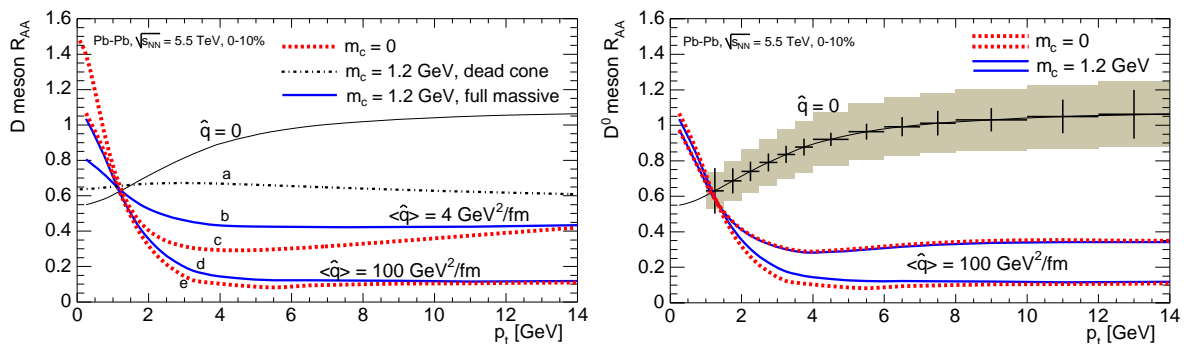 D meson R_AA
1.6
1.4
1.2
1
0.8
0.6
0.4
0.2
0
Pb-Pb, √s_NN = 5.5 TeV, 0-10%
m_c = 0
m_c = 1.2 GeV, dead cone
m_c = 1.2 GeV, full massive
q̂ = 0
a
b
<q̂> = 4 GeV²/fm
c
d
<q̂> = 100 GeV²/fm
e
0 2 4 6 8 10 12 14
p_t [GeV]
D⁰ meson R_AA
1.6
1.4
1.2
1
0.8
0.6
0.4
0.2
0
Pb-Pb, √s_NN = 5.5 TeV, 0-10%
m_c = 0
m_c = 1.2 GeV
q̂ = 0
<q̂> = 100 GeV²/fm
0 2 4 6 8 10 12 14
p_t [GeV]